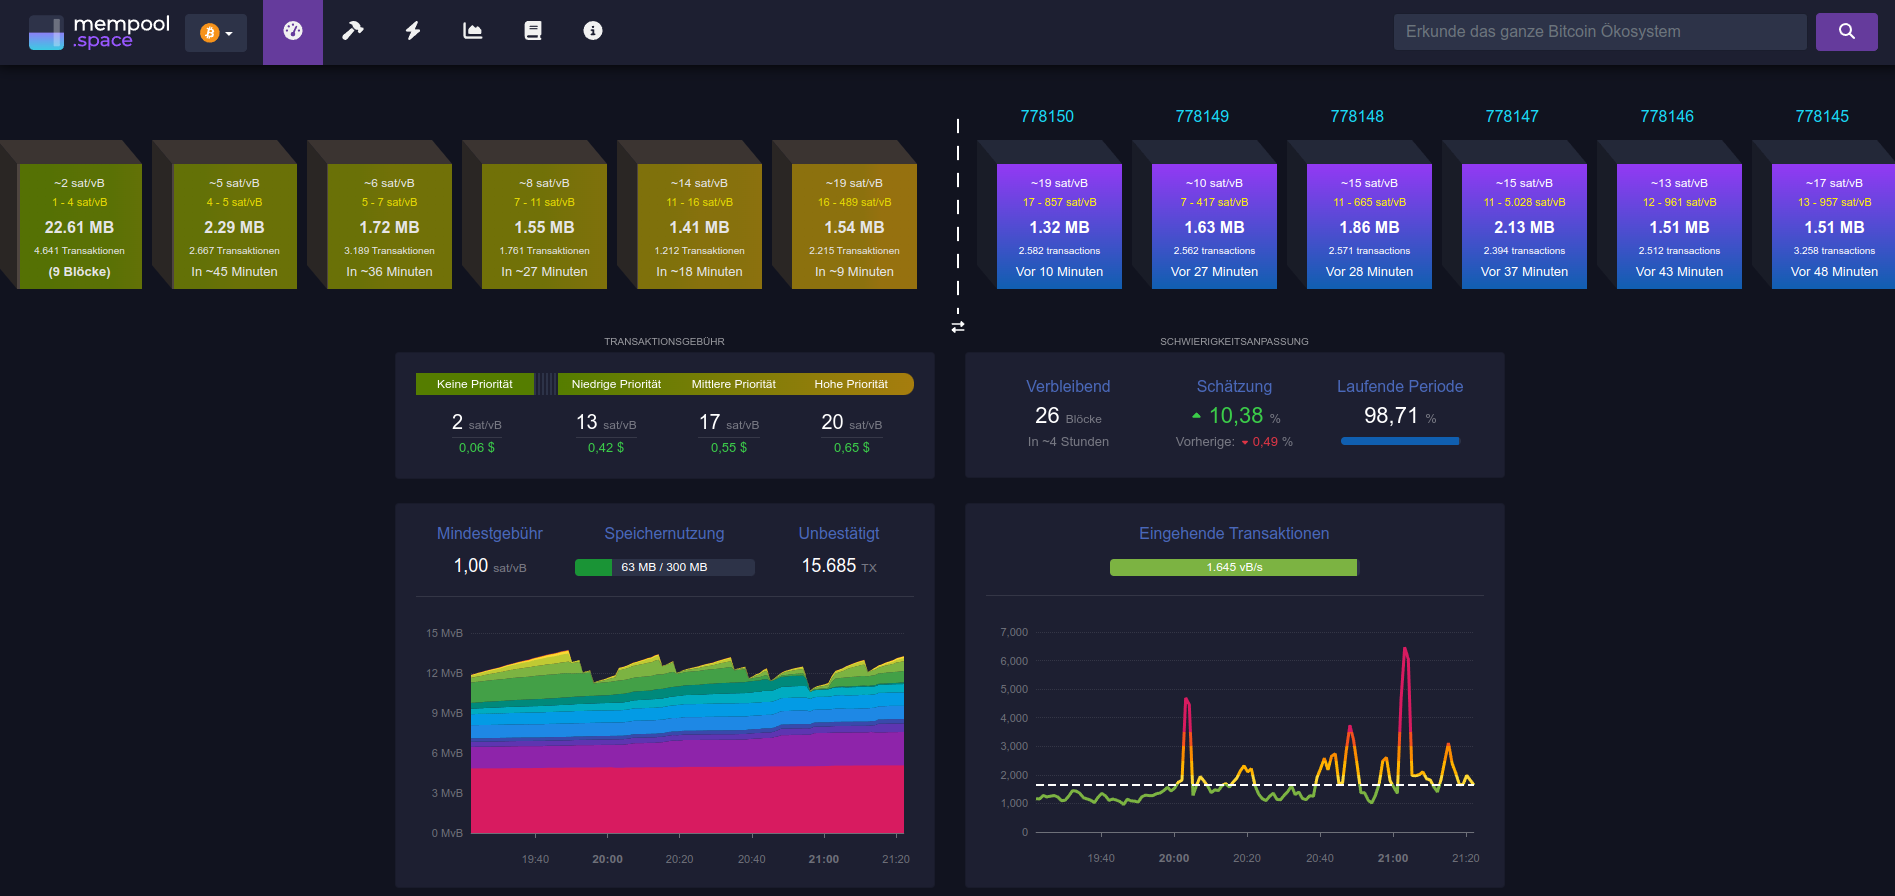 mempool
.space
Erkunde das ganze Bitcoin Ökosystem
778150
778149
778148
778147
778146
778145
~2 sat/vB
1 - 4 sat/vB
22.61 MB
4.641 Transaktionen
(9 Blöcke)
~5 sat/vB
4 - 5 sat/vB
2.29 MB
2.667 Transaktionen
In ~45 Minuten
~6 sat/vB
5 - 7 sat/vB
1.72 MB
3.189 Transaktionen
In ~36 Minuten
~8 sat/vB
7 - 11 sat/vB
1.55 MB
1.761 Transaktionen
In ~27 Minuten
~14 sat/vB
11 - 16 sat/vB
1.41 MB
1.212 Transaktionen
In ~18 Minuten
~19 sat/vB
16 - 489 sat/vB
1.54 MB
2.215 Transaktionen
In ~9 Minuten
~19 sat/vB
17 - 857 sat/vB
1.32 MB
2.582 transactions
Vor 10 Minuten
~10 sat/vB
7 - 417 sat/vB
1.63 MB
2.562 transactions
Vor 27 Minuten
~15 sat/vB
11 - 665 sat/vB
1.86 MB
2.571 transactions
Vor 28 Minuten
~15 sat/vB
11 - 5.028 sat/vB
2.13 MB
2.394 transactions
Vor 37 Minuten
~13 sat/vB
12 - 961 sat/vB
1.51 MB
2.512 transactions
Vor 43 Minuten
~17 sat/vB
13 - 957 sat/vB
1.51 MB
3.258 transactions
Vor 48 Minuten
TRANSAKTIONSGEBÜHR
Keine Priorität Niedrige Priorität Mittlere Priorität Hohe Priorität
2 sat/vB 13 sat/vB 17 sat/vB 20 sat/vB
0,06 $ 0,42 $ 0,55 $ 0,65 $
SCHWIERIGKEITSANPASSUNG
Verbleibend Schätzung Laufende Periode
26 Blöcke 10,38 % 98,71 %
In ~4 Stunden Vorherige: 0,49 %
Mindestgebühr Speichernutzung Unbestätigt
1,00 sat/vB 63 MB / 300 MB 15.685 TX
15 MvB
12 MvB
9 MvB
6 MvB
3 MvB
0 MvB
19:40 20:00 20:20 20:40 21:00 21:20
Eingehende Transaktionen
1.645 vB/s
7,000
6,000
5,000
4,000
3,000
2,000
1,000
0
19:40 20:00 20:20 20:40 21:00 21:20